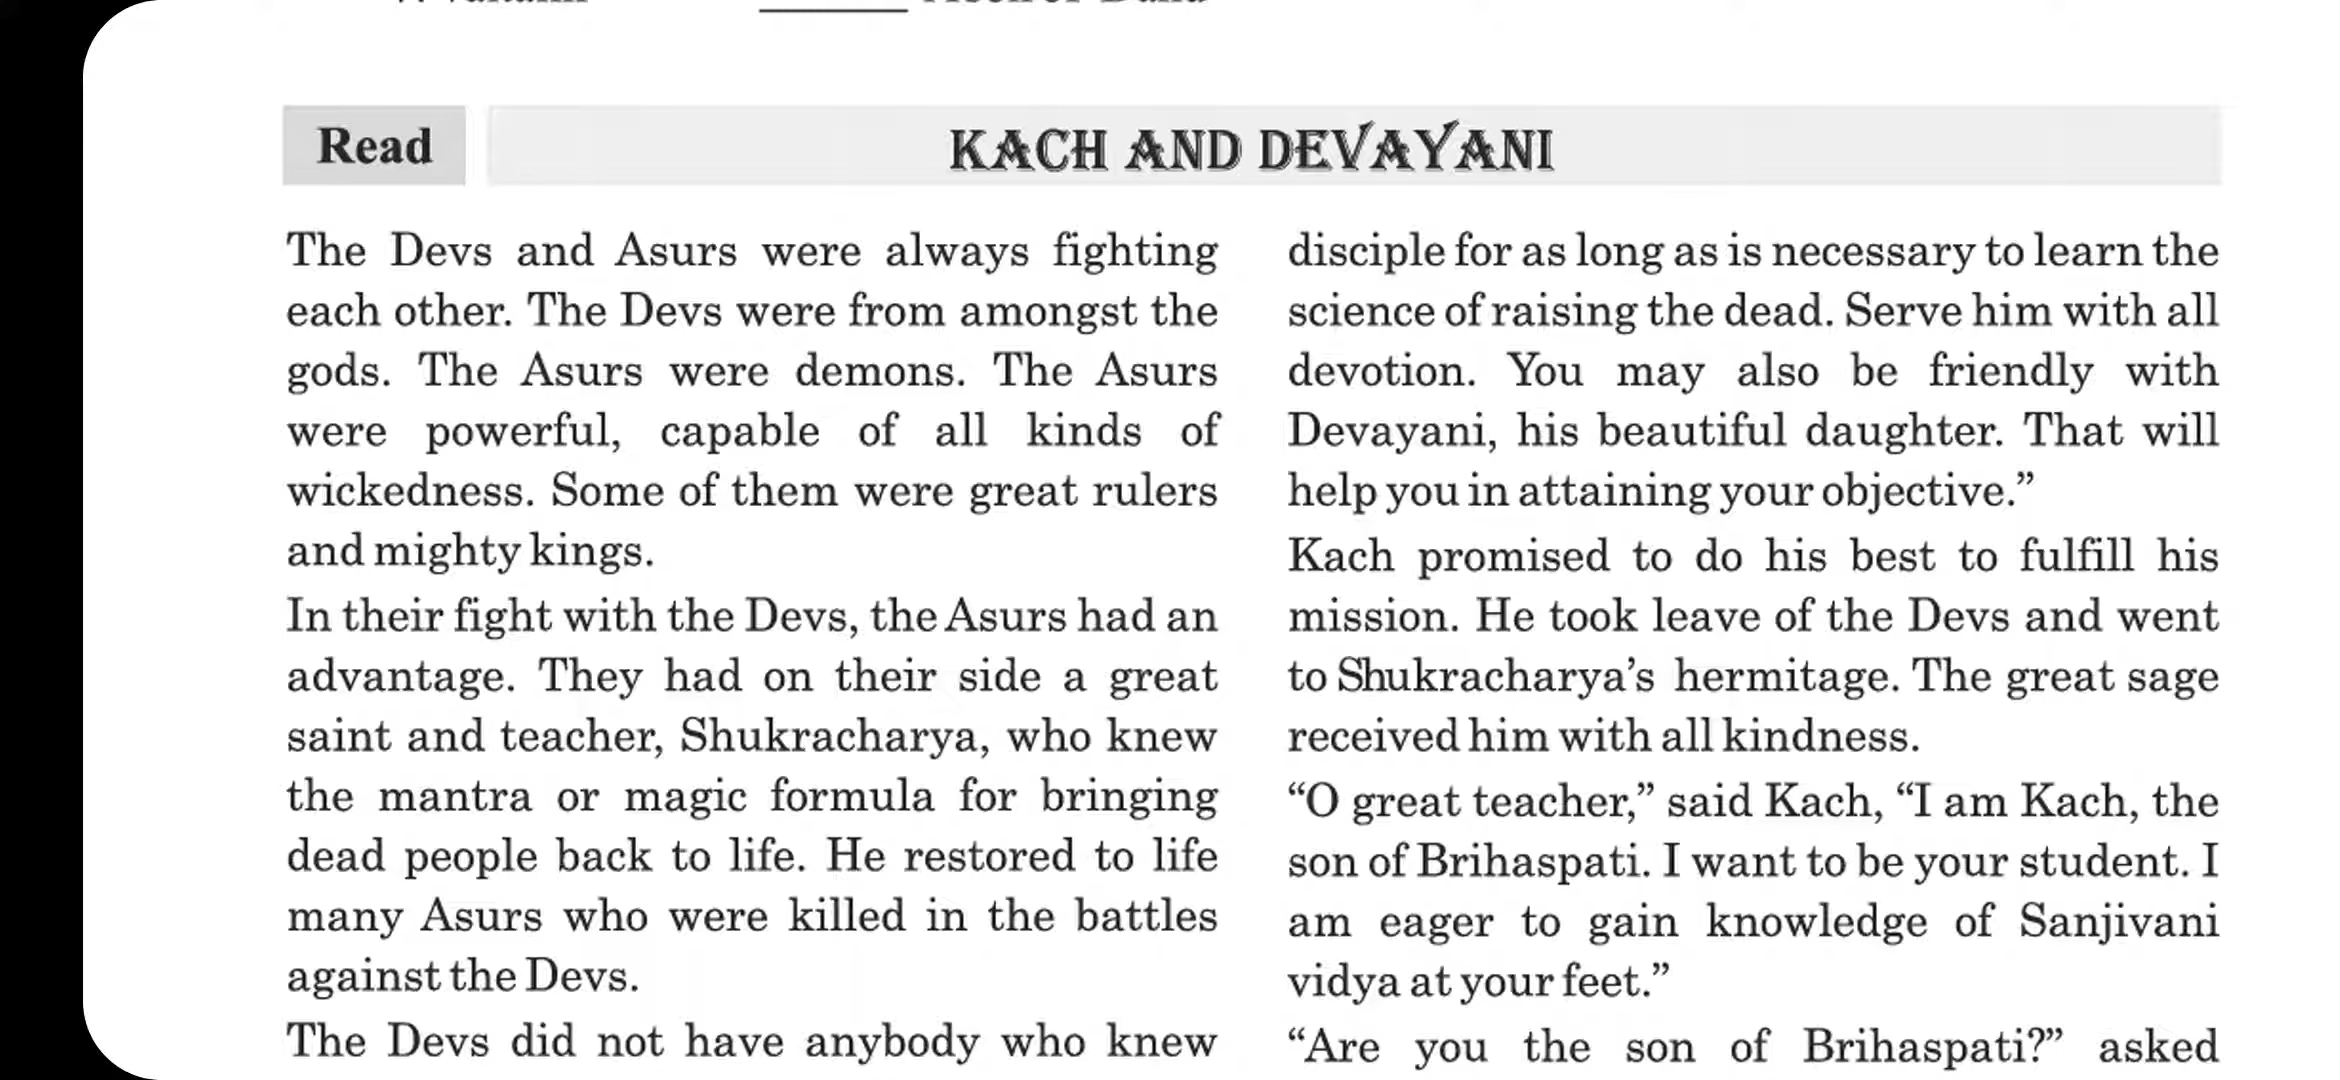 Read
KACH AND DEVAYANI
The Devs and Asurs were always fighting
each other. The Devs were from amongst the
gods. The Asurs were demons. The Asurs
were powerful, capable of all kinds of
wickedness. Some of them were great rulers
and mighty kings.
In their fight with the Devs, the Asurs had an
advantage. They had on their side a great
saint and teacher, Shukracharya, who knew
the mantra or magic formula for bringing
dead people back to life. He restored to life
many Asurs who were killed in the battles
against the Devs.
The Devs did not have anybody who knew
disciple for as long as is necessary to learn the
science of raising the dead. Serve him with all
devotion. You may also be friendly with
Devayani, his beautiful daughter. That will
help you in attaining your objective.”
Kach promised to do his best to fulfill his
mission. He took leave of the Devs and went
to Shukracharya’s hermitage. The great sage
received him with all kindness.
“O great teacher,” said Kach, “I am Kach, the
son of Brihaspati. I want to be your student. I
am eager to gain knowledge of Sanjivani
vidya at your feet.”
“Are you the son of Brihaspati?” asked